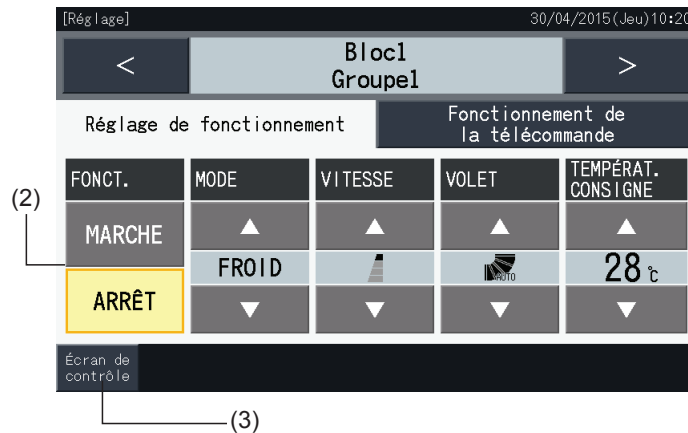 [Réglage]
30/04/2015(Jeu)10:20
<
Bloc1
Groupe1
>
Réglage de fonctionnement
Fonctionnement de
la télécommande
FONCT.
MODE
VITESSE
VOLET
TEMPÉRAT.
CONSIGNE
(2)
MARCHE
FROID
AUTO
28℃
ARRÊT
Écran de
contrôle
(3)